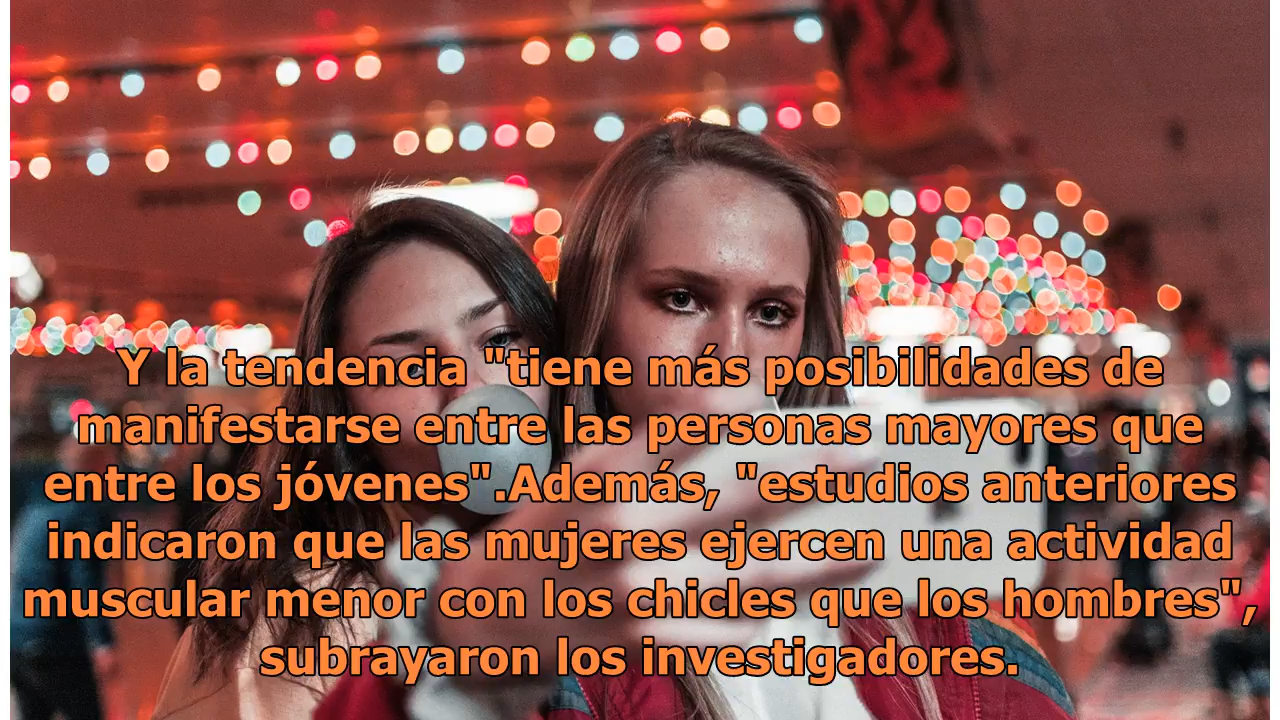 Y la tendencia "tiene más posibilidades de
manifestarse entre las personas mayores que
entre los jóvenes".Además, "estudios anteriores
indicaron que las mujeres ejercen una actividad
muscular menor con los chicles que los hombres",
subrayaron los investigadores.